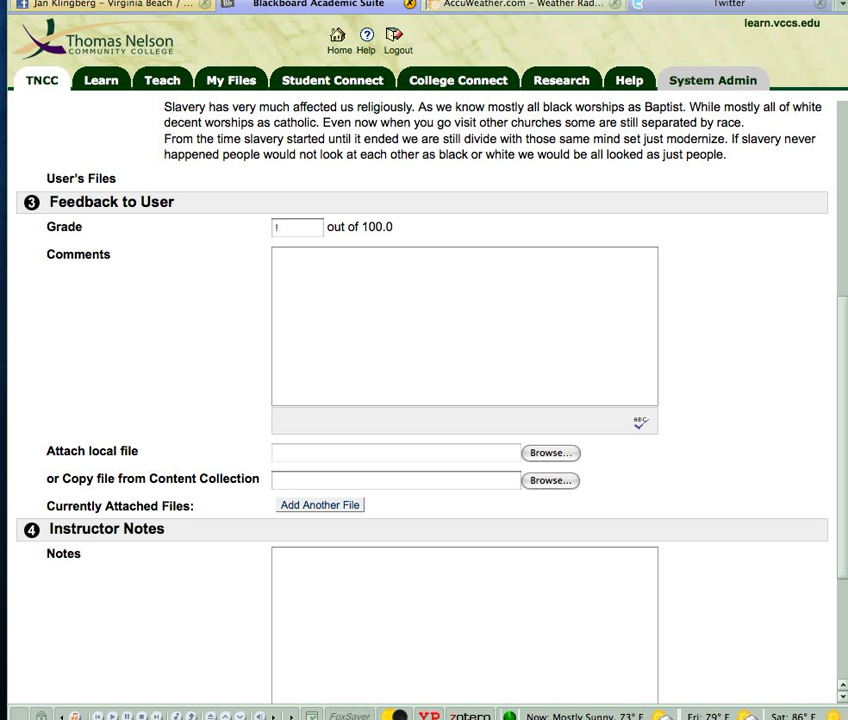 Jan Klingberg – Virginia Beach / ...
Blackboard Academic Suite
AccuWeather.com – Weather Rad...
Twitter
learn.vccs.edu
Thomas Nelson
COMMUNITY COLLEGE
Home Help Logout
TNCC Learn Teach My Files Student Connect College Connect Research Help System Admin
Slavery has very much affected us religiously. As we know mostly all black worships as Baptist. While mostly all of white
decent worships as catholic. Even now when you go visit other churches some are still separated by race.
From the time slavery started until it ended we are still divide with those same mind set just modernize. If slavery never
happened people would not look at each other as black or white we would be all looked as just people.
User's Files
3 Feedback to User
Grade ! out of 100.0
Comments
ABC
Attach local file Browse...
or Copy file from Content Collection Browse...
Currently Attached Files: Add Another File
4 Instructor Notes
Notes
FoxSaver YP zotero Now: Mostly Sunny, 73° F Fri: 79° F Sat: 86° F